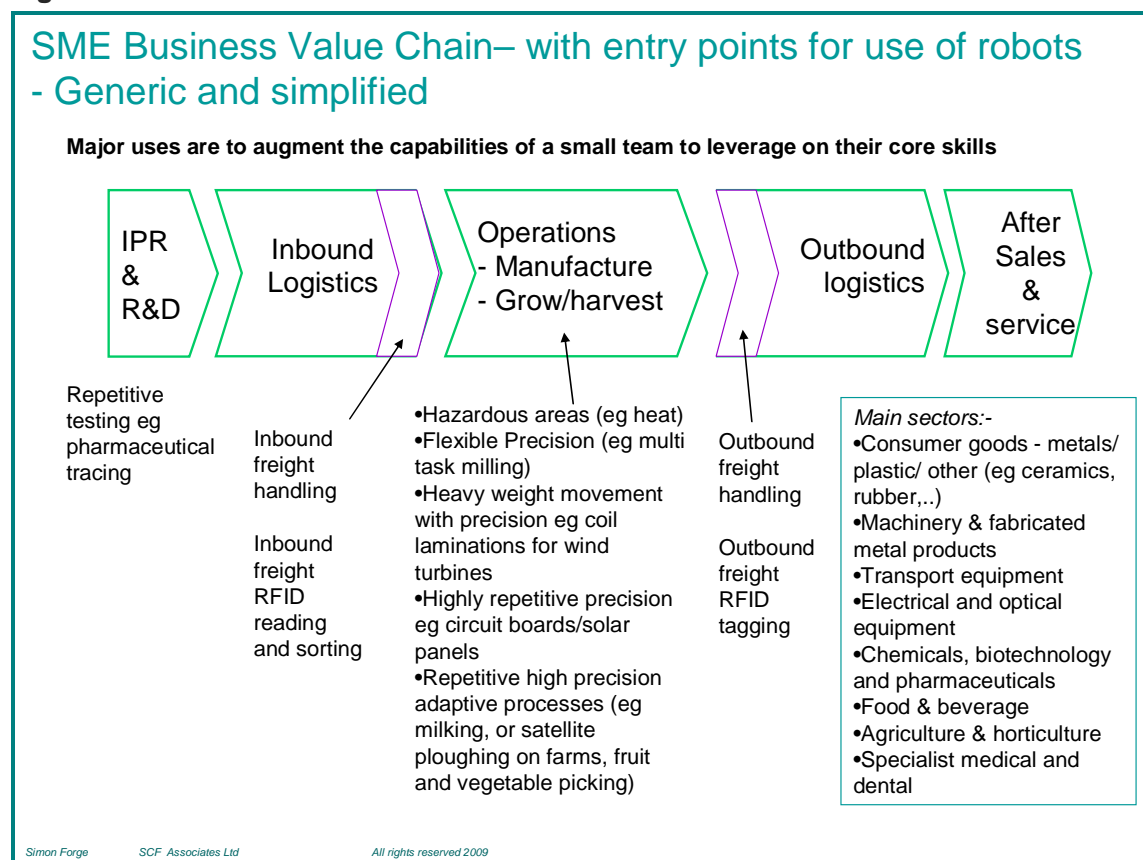 SME Business Value Chain– with entry points for use of robots
- Generic and simplified
Major uses are to augment the capabilities of a small team to leverage on their core skills
IPR
&
R&D
Inbound
Logistics
Operations
- Manufacture
- Grow/harvest
Outbound
logistics
After
Sales
&
service
Repetitive
testing eg
pharmaceutical
tracing
Inbound
freight
handling
Inbound
freight
RFID
reading
and sorting
•Hazardous areas (eg heat)
•Flexible Precision (eg multi
task milling)
•Heavy weight movement
with precision eg coil
laminations for wind
turbines
•Highly repetitive precision
eg circuit boards/solar
panels
•Repetitive high precision
adaptive processes (eg
milking, or satellite
ploughing on farms, fruit
and vegetable picking)
Outbound
freight
handling
Outbound
freight
RFID
tagging
Main sectors:-
•Consumer goods - metals/
plastic/ other (eg ceramics,
rubber,..)
•Machinery & fabricated
metal products
•Transport equipment
•Electrical and optical
equipment
•Chemicals, biotechnology
and pharmaceuticals
•Food & beverage
•Agriculture & horticulture
•Specialist medical and
dental
Simon Forge SCF Associates Ltd All rights reserved 2009